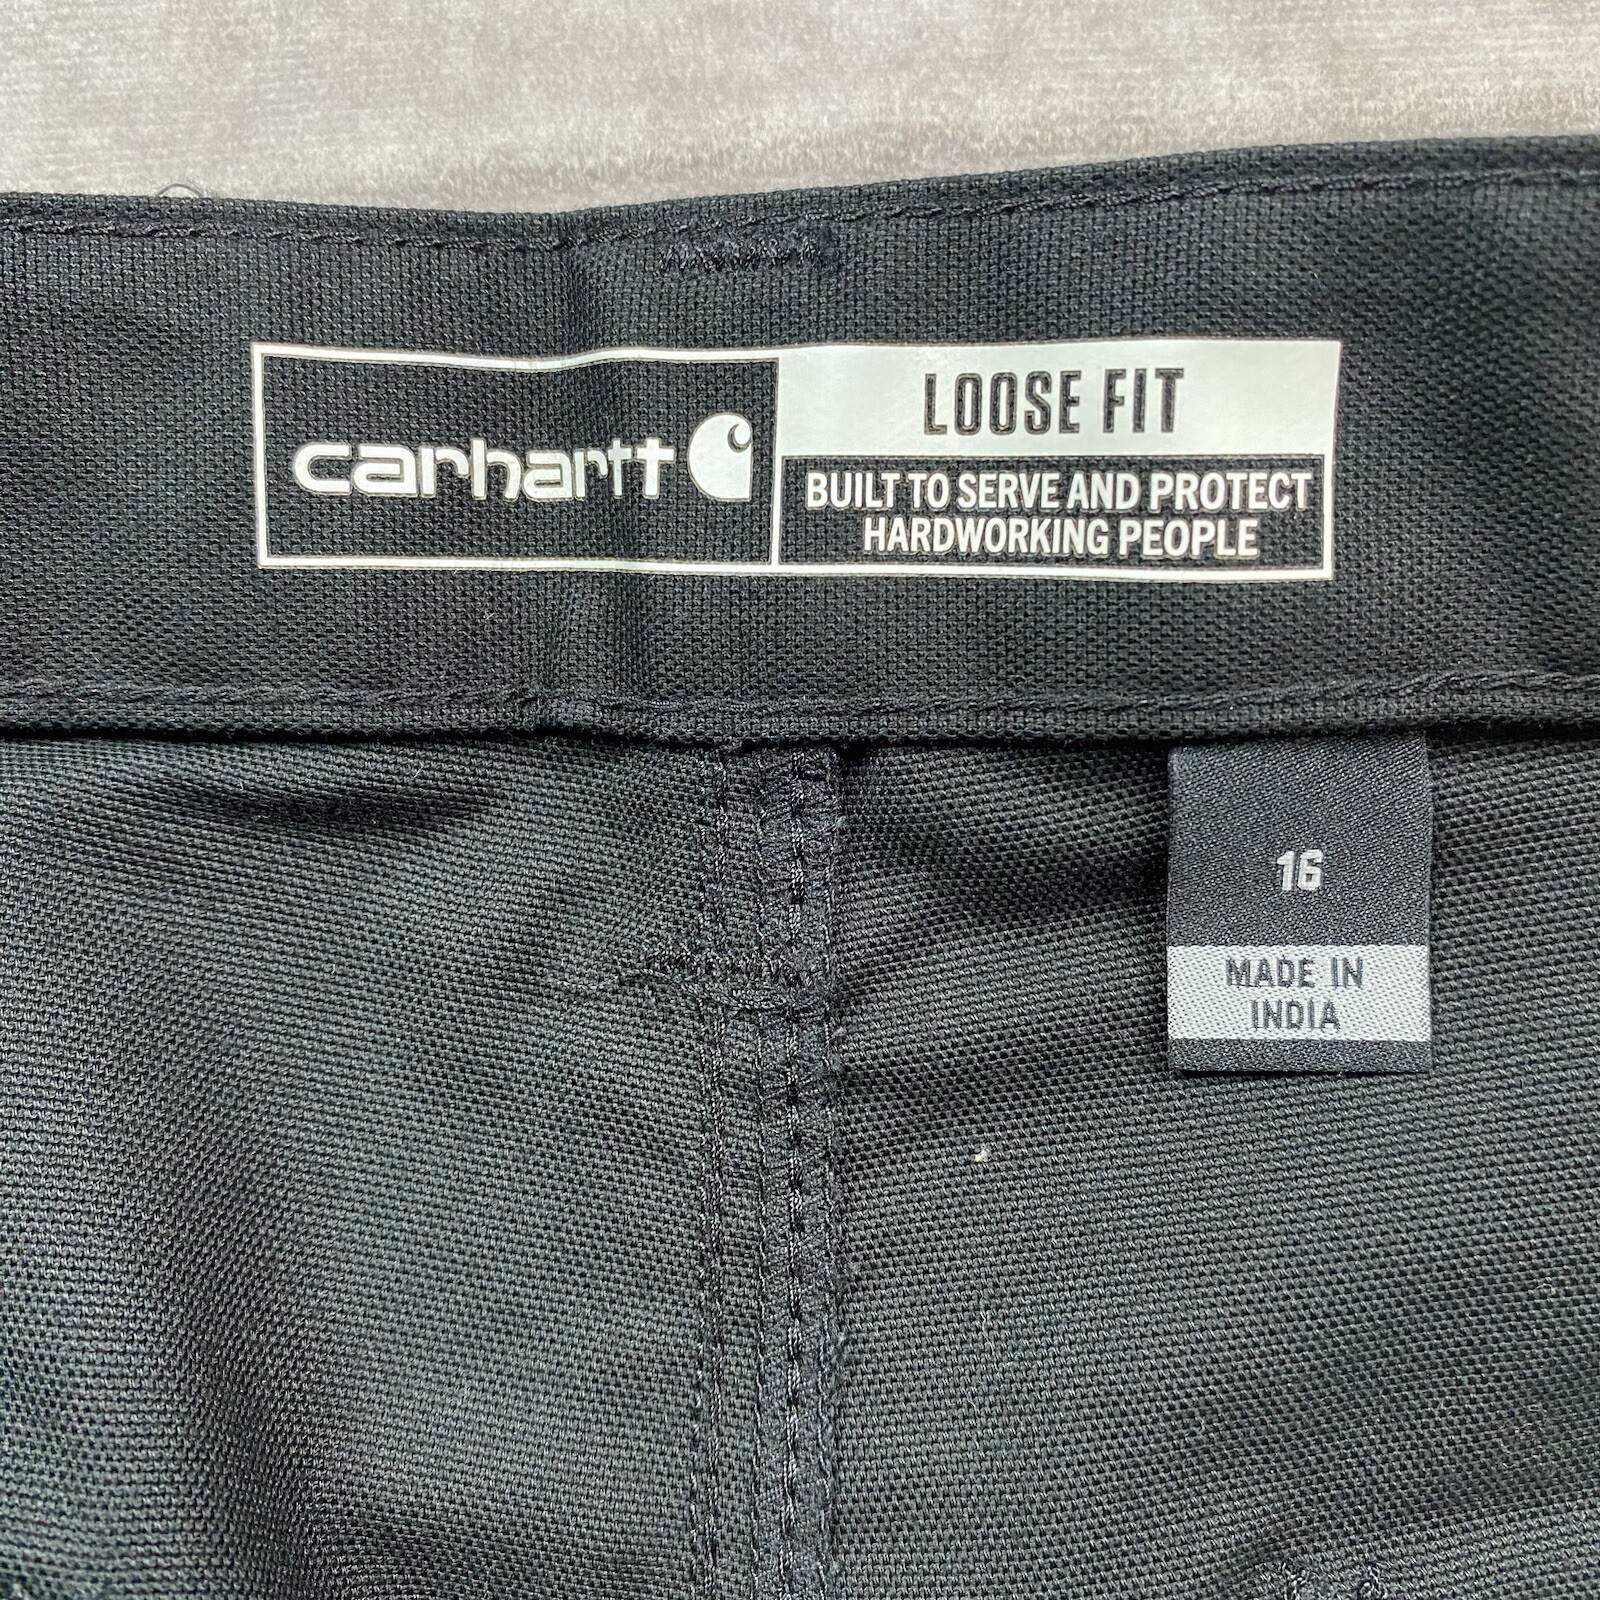 carhartt
LOOSE FIT
BUILT TO SERVE AND PROTECT
HARDWORKING PEOPLE
16
MADE IN
INDIA